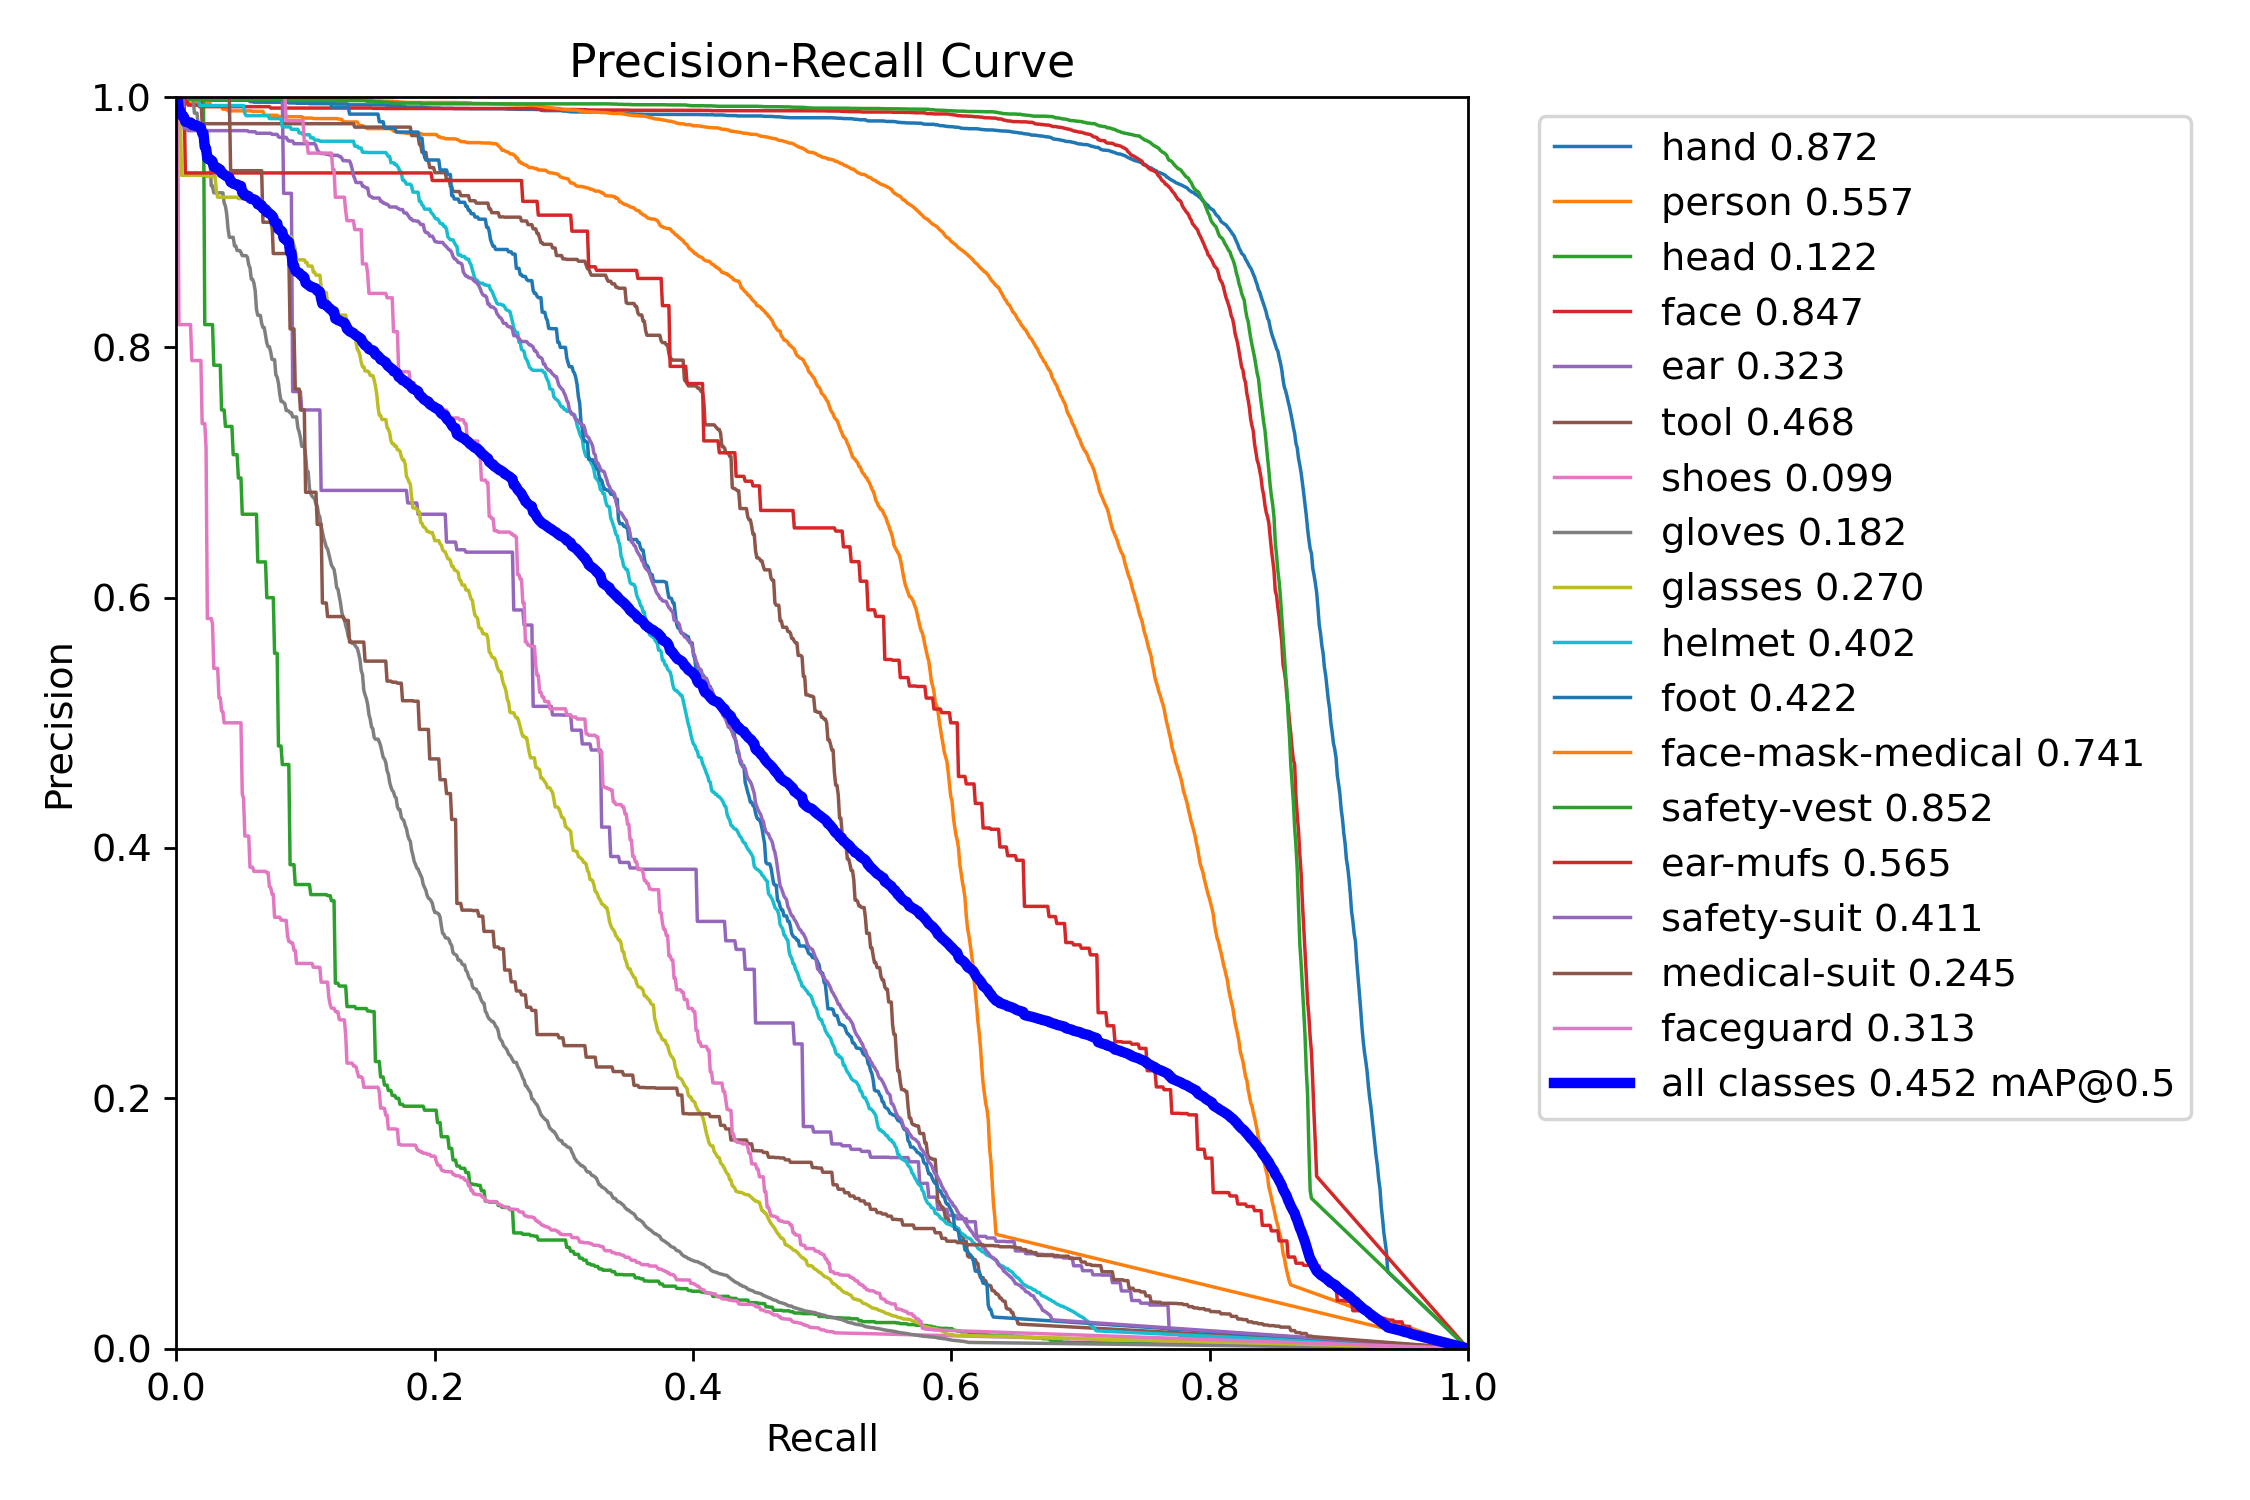 Precision-Recall Curve
1.0
0.8
0.6
0.4
0.2
0.0
Precision
0.0 0.2 0.4 0.6 0.8 1.0
Recall
hand 0.872
person 0.557
head 0.122
face 0.847
ear 0.323
tool 0.468
shoes 0.099
gloves 0.182
glasses 0.270
helmet 0.402
foot 0.422
face-mask-medical 0.741
safety-vest 0.852
ear-mufs 0.565
safety-suit 0.411
medical-suit 0.245
faceguard 0.313
all classes 0.452 mAP@0.5